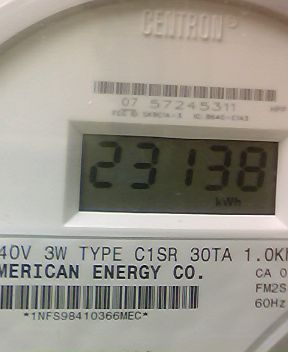 CENTRON®
07 57245311
23138
kWh
40V 3W TYPE C1SR 30TA 1.0K
MERICAN ENERGY CO.
CA 0
FM2S
60Hz
*1NFS98410366MEC*